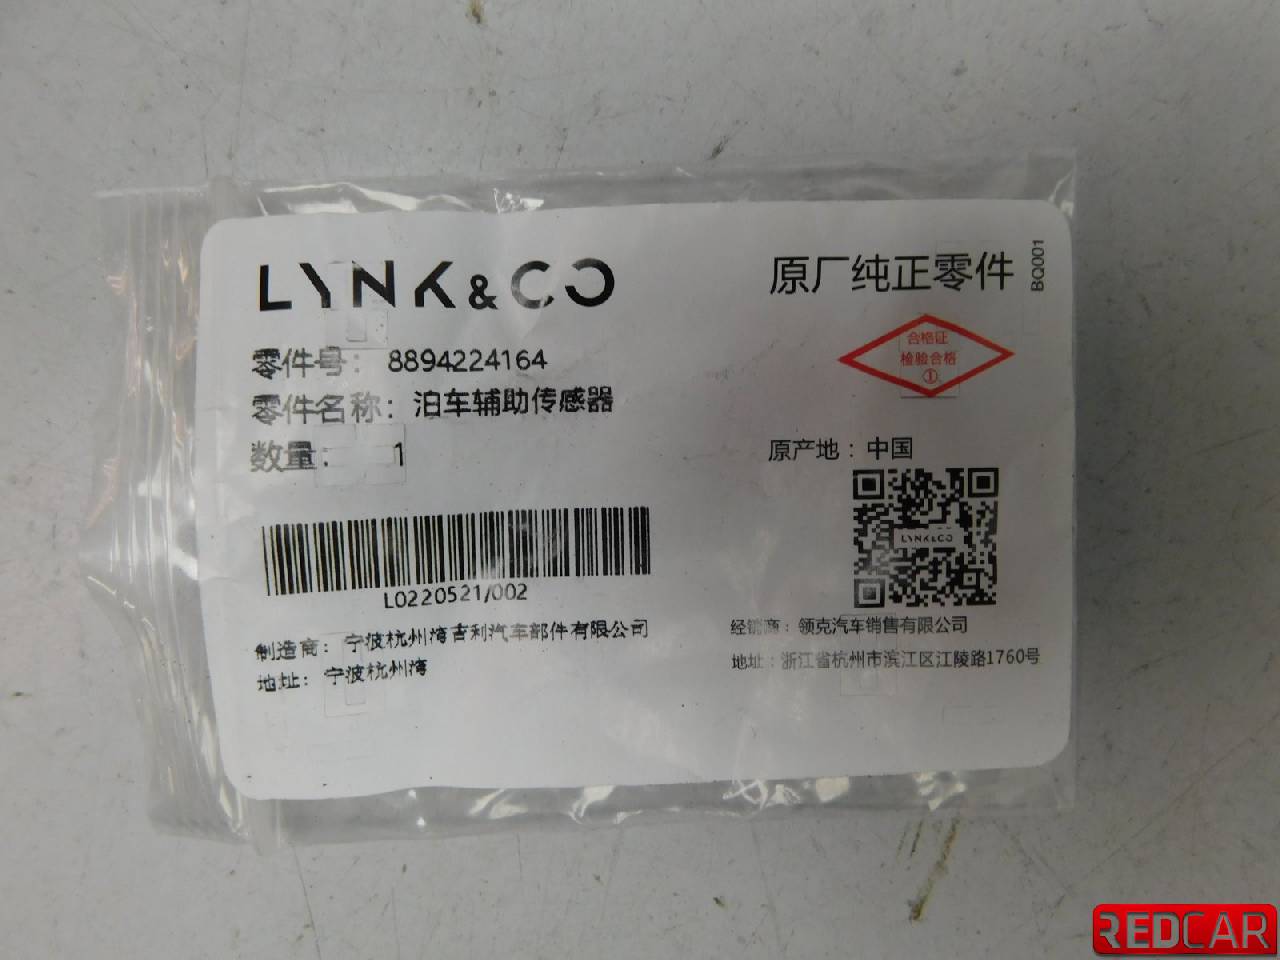 LYNK & CO
原厂纯正零件
BQ001
零件号： 8894224164
零件名称：泊车辅助传感器
数量： 1
合格证
检验合格
①
原产地：中国
LYNK&CO
L0220521/002
制造商：宁波杭州湾吉利汽车部件有限公司
地址：宁波杭州湾
经销商：领克汽车销售有限公司
地址：浙江省杭州市滨江区江陵路1760号
REDCAR